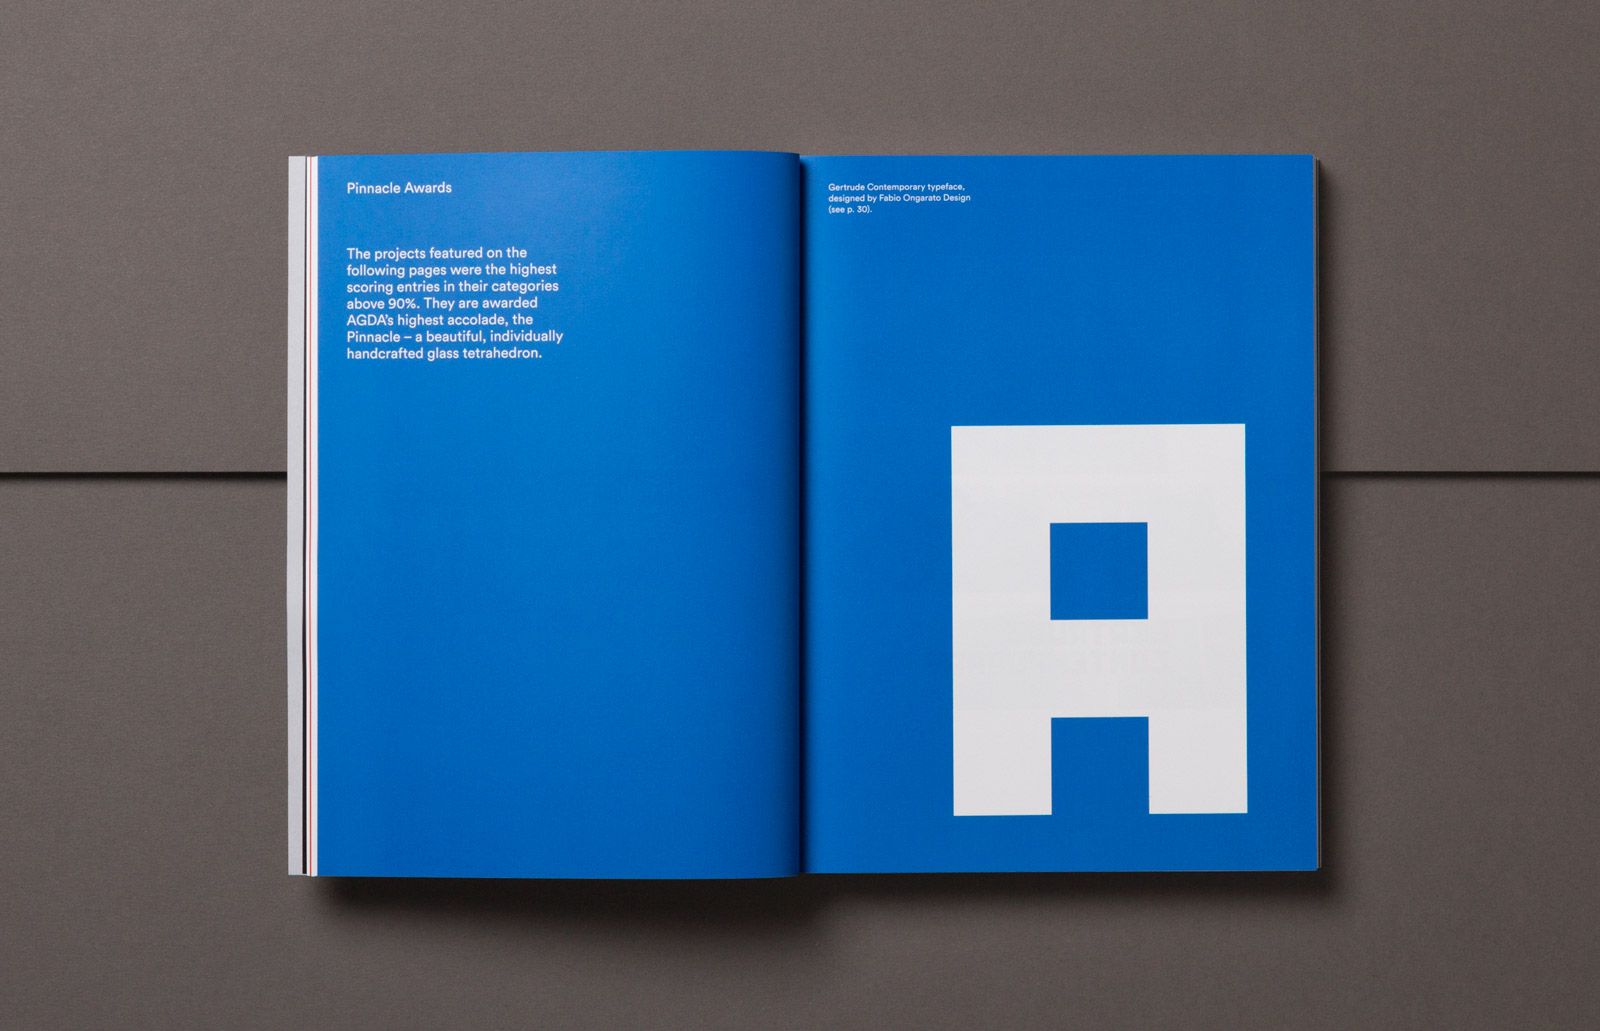 Pinnacle Awards
The projects featured on the
following pages were the highest
scoring entries in their categories
above 90%. They are awarded
AGDA's highest accolade, the
Pinnacle – a beautiful, individually
handcrafted glass tetrahedron.
Gertrude Contemporary typeface,
designed by Fabio Ongarato Design
(see p. 30).
A